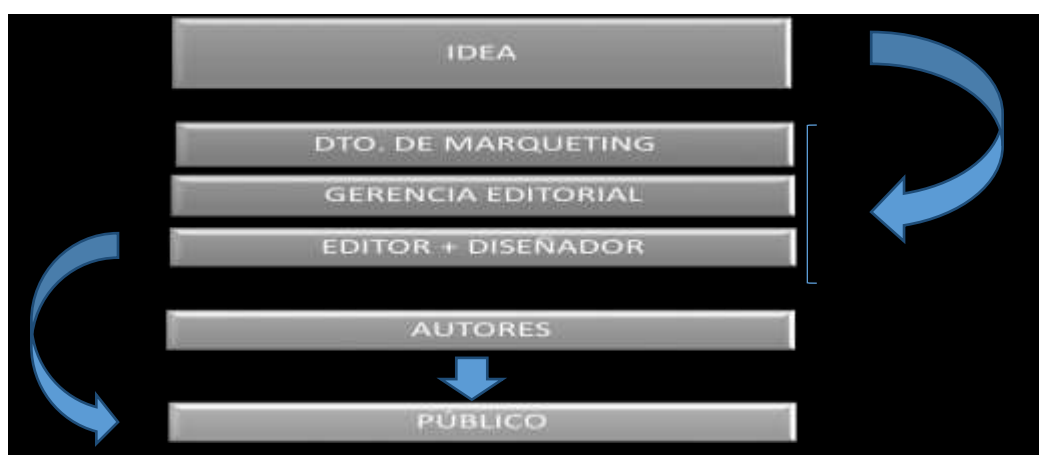 IDEA
DTO. DE MARQUETING
GERENCIA EDITORIAL
EDITOR + DISEÑADOR
AUTORES
PÚBLICO